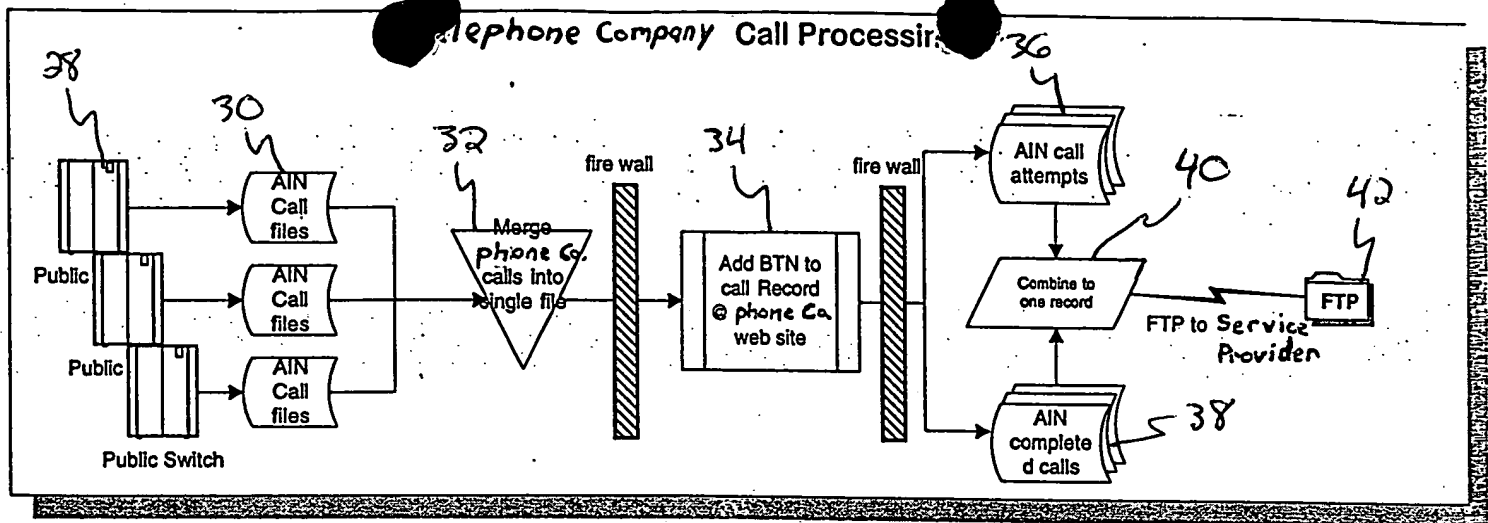 lephone Company Call Processin
28
30
32
34
36
40
42
38
fire wall
fire wall
Public
Public
Public Switch
AIN
Call
files
AIN
Call
files
AIN
Call
files
Merge
phone Co.
calls into
single file
Add BTN to
call Record
@ phone Co
web site
AIN call
attempts
Combine to
one record
AIN
complete
d calls
FTP to Service
Provider
FTP